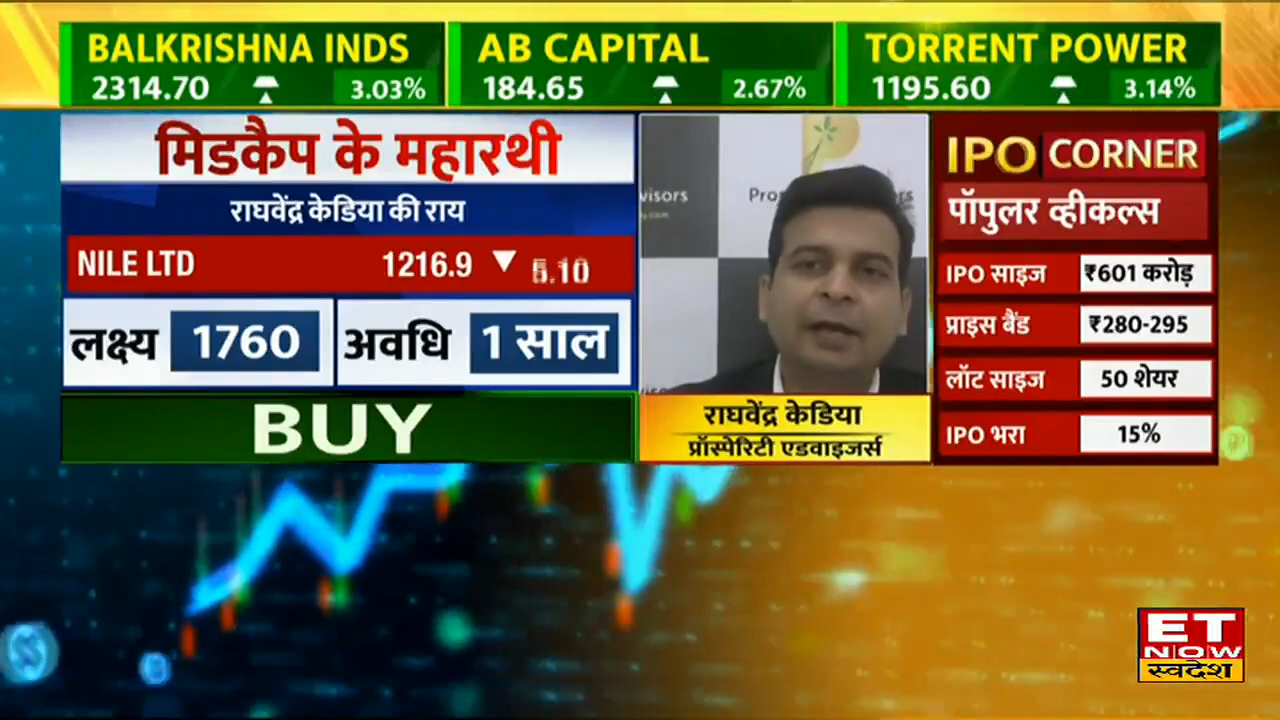 BALKRISHNA INDS
2314.70 3.03%
AB CAPITAL
184.65 2.67%
TORRENT POWER
1195.60 3.14%
मिडकैप के महारथी
राघवेंद्र केडिया की राय
NILE LTD 1216.9 ▼
लक्ष्य 1760 अवधि 1 साल
BUY
राघवेंद्र केडिया
प्रॉस्पेरिटी एडवाइजर्स
IPO CORNER
पॉपुलर व्हीकल्स
IPO साइज ₹601 करोड़
प्राइस बैंड ₹280-295
लॉट साइज 50 शेयर
IPO भरा 15%
ET
NOW
स्वदेश